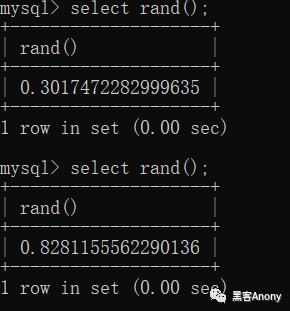 mysql> select rand();
+--------------------+
| rand()             |
+--------------------+
| 0.3017472282999635 |
+--------------------+
1 row in set (0.00 sec)
mysql> select rand();
+--------------------+
| rand()             |
+--------------------+
| 0.8281155562290136 |
+--------------------+
1 row in set (0.00 sec)
黑客Anony